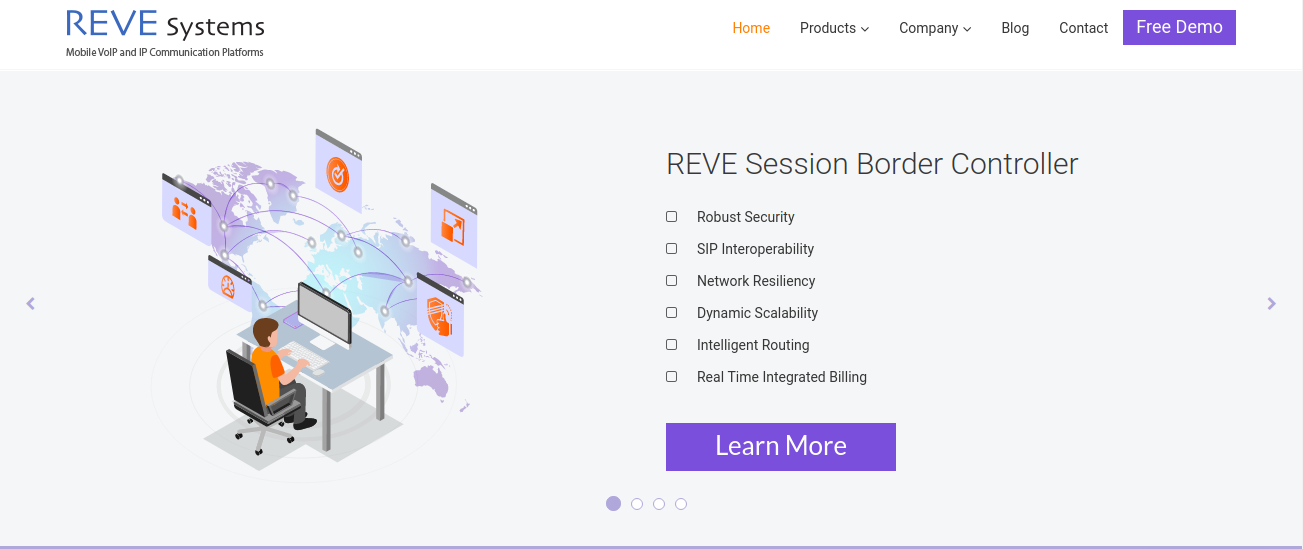 REVE Systems
Mobile VoIP and IP Communication Platforms
Home Products Company Blog Contact Free Demo
REVE Session Border Controller
Robust Security
SIP Interoperability
Network Resiliency
Dynamic Scalability
Intelligent Routing
Real Time Integrated Billing
Learn More